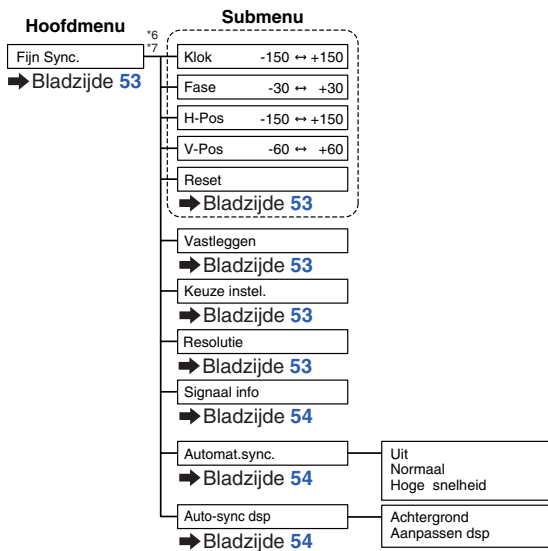 Hoofdmenu
Submenu
*6
*7
Fijn Sync.
➡Bladzijde 53
Klok -150 ↔ +150
Fase -30 ↔ +30
H-Pos -150 ↔ +150
V-Pos -60 ↔ +60
Reset
➡Bladzijde 53
Vastleggen
➡Bladzijde 53
Keuze instel.
➡Bladzijde 53
Resolutie
➡Bladzijde 53
Signaal info
➡Bladzijde 54
Automat.sync.
➡Bladzijde 54
Uit
Normaal
Hoge snelheid
Auto-sync dsp
➡Bladzijde 54
Achtergrond
Aanpassen dsp